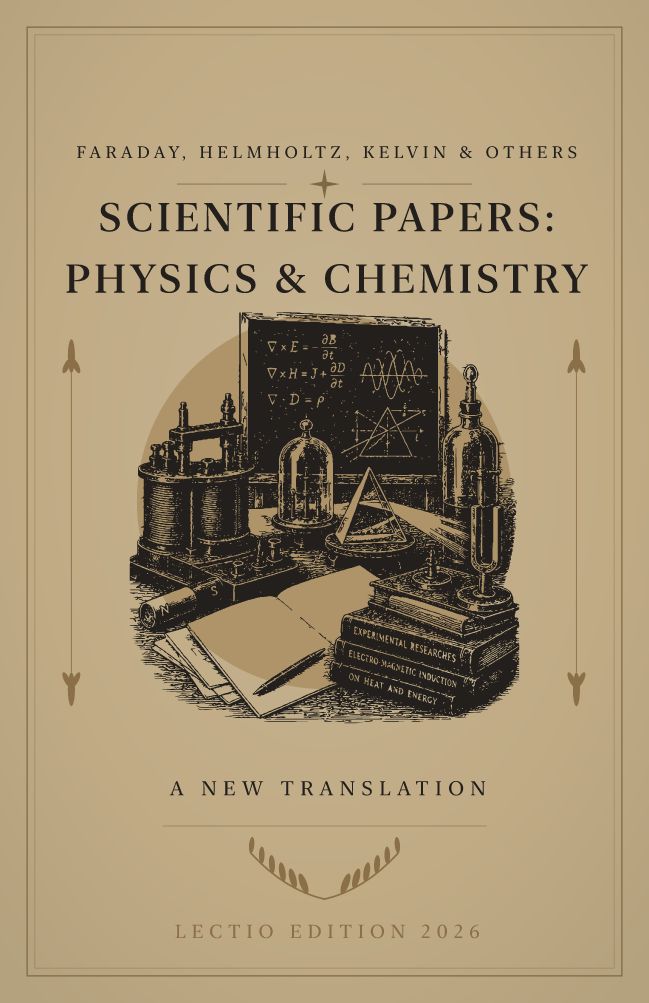 FARADAY, HELMHOLTZ, KELVIN & OTHERS
SCIENTIFIC PAPERS:
PHYSICS & CHEMISTRY
∇ × E = - ∂B/∂t
∇ × H = J + ∂D/∂t
∇ D = ρ
N S
EXPERIMENTAL RESEARCHES
ELECTRO-MAGNETIC INDUCTION
ON HEAT AND ENERGY
A NEW TRANSLATION
LECTIO EDITION 2026